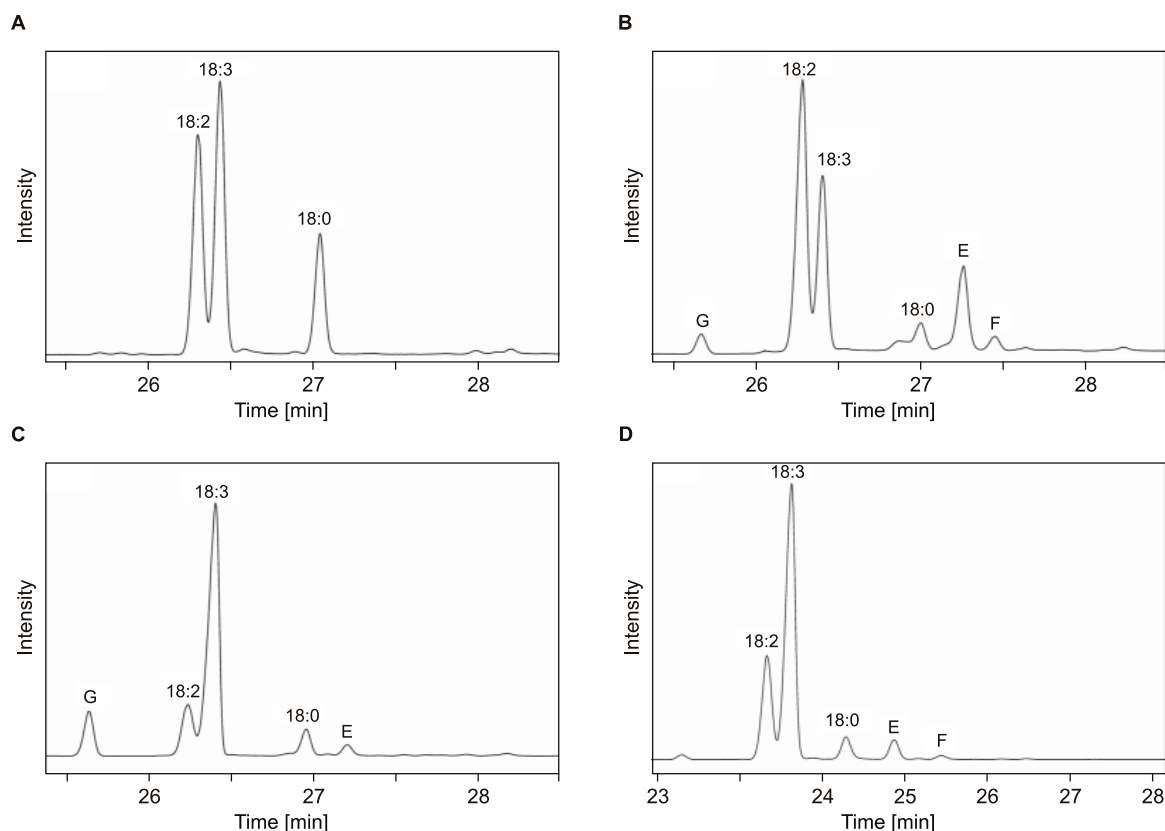 A
Intensity
18:2
18:3
18:0
26 27 28
Time [min]
B
Intensity
G
18:2
18:3
18:0
E
F
26 27 28
Time [min]
C
Intensity
G
18:2
18:3
18:0
E
26 27 28
Time [min]
D
Intensity
18:2
18:3
18:0
E
F
23 24 25 26 27 28
Time [min]